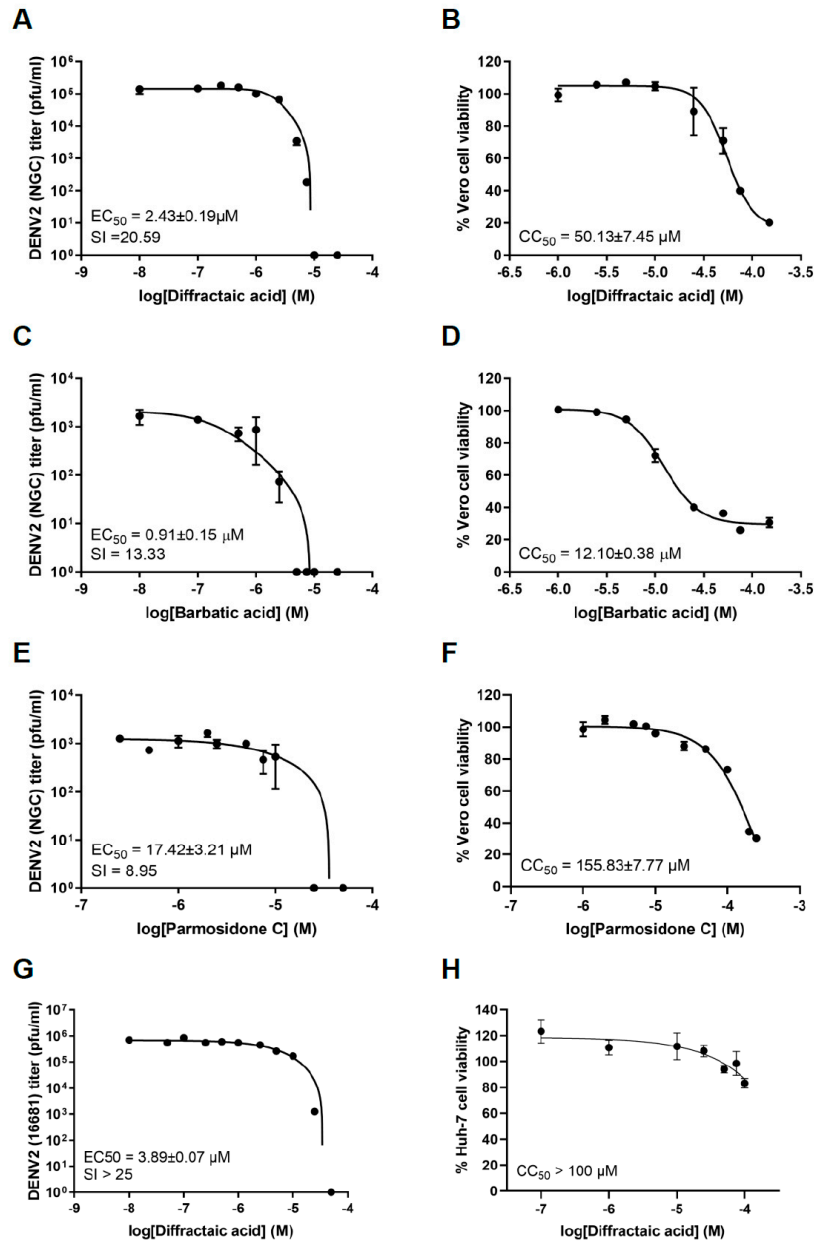 A
DENV2 (NGC) titer (pfu/ml)
10⁶
10⁵
10⁴
10³
10²
10¹
10⁰
EC₅₀ = 2.43±0.19µM
SI =20.59
-9 -8 -7 -6 -5 -4
log[Diffractaic acid] (M)
B
% Vero cell viability
120
100
80
60
40
20
0
CC₅₀ = 50.13±7.45 µM
-6.5 -6.0 -5.5 -5.0 -4.5 -4.0 -3.5
log[Diffractaic acid] (M)
C
DENV2 (NGC) titer (pfu/ml)
10⁴
10³
10²
10¹
10⁰
EC₅₀ = 0.91±0.15 µM
SI = 13.33
-9 -8 -7 -6 -5 -4
log[Barbatic acid] (M)
D
% Vero cell viability
120
100
80
60
40
20
0
CC₅₀ = 12.10±0.38 µM
-6.5 -6.0 -5.5 -5.0 -4.5 -4.0 -3.5
log[Barbatic acid] (M)
E
DENV2 (NGC) titer (pfu/ml)
10⁴
10³
10²
10¹
10⁰
EC₅₀ = 17.42±3.21 µM
SI = 8.95
-7 -6 -5 -4
log[Parmosidone C] (M)
F
% Vero cell viability
120
100
80
60
40
20
0
CC₅₀ = 155.83±7.77 µM
-7 -6 -5 -4 -3
log[Parmosidone C] (M)
G
DENV2 (16681) titer (pfu/ml)
10⁷
10⁶
10⁵
10⁴
10³
10²
10¹
10⁰
EC50 = 3.89±0.07 µM
SI > 25
-9 -8 -7 -6 -5 -4
log[Diffractaic acid] (M)
H
% Huh-7 cell viability
140
120
100
80
60
40
20
0
CC₅₀ > 100 µM
-7 -6 -5 -4
log[Diffractaic acid] (M)